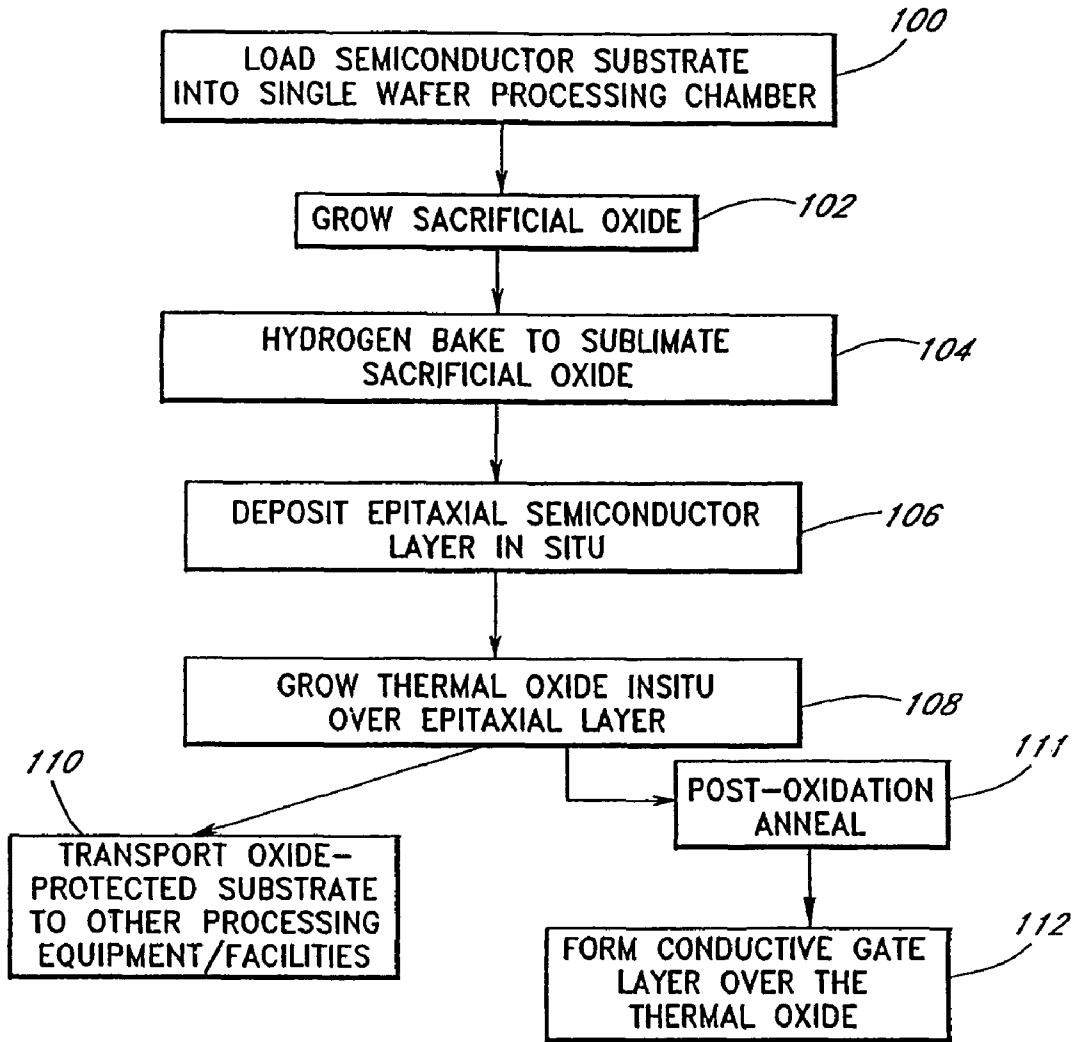 100
LOAD SEMICONDUCTOR SUBSTRATE
INTO SINGLE WAFER PROCESSING CHAMBER
GROW SACRIFICIAL OXIDE
102
HYDROGEN BAKE TO SUBLIMATE
SACRIFICIAL OXIDE
104
DEPOSIT EPITAXIAL SEMICONDUCTOR
LAYER IN SITU
106
GROW THERMAL OXIDE INSITU
OVER EPITAXIAL LAYER
108
110
TRANSPORT OXIDE-
PROTECTED SUBSTRATE
TO OTHER PROCESSING
EQUIPMENT/FACILITIES
111
POST-OXIDATION
ANNEAL
112
FORM CONDUCTIVE GATE
LAYER OVER THE
THERMAL OXIDE